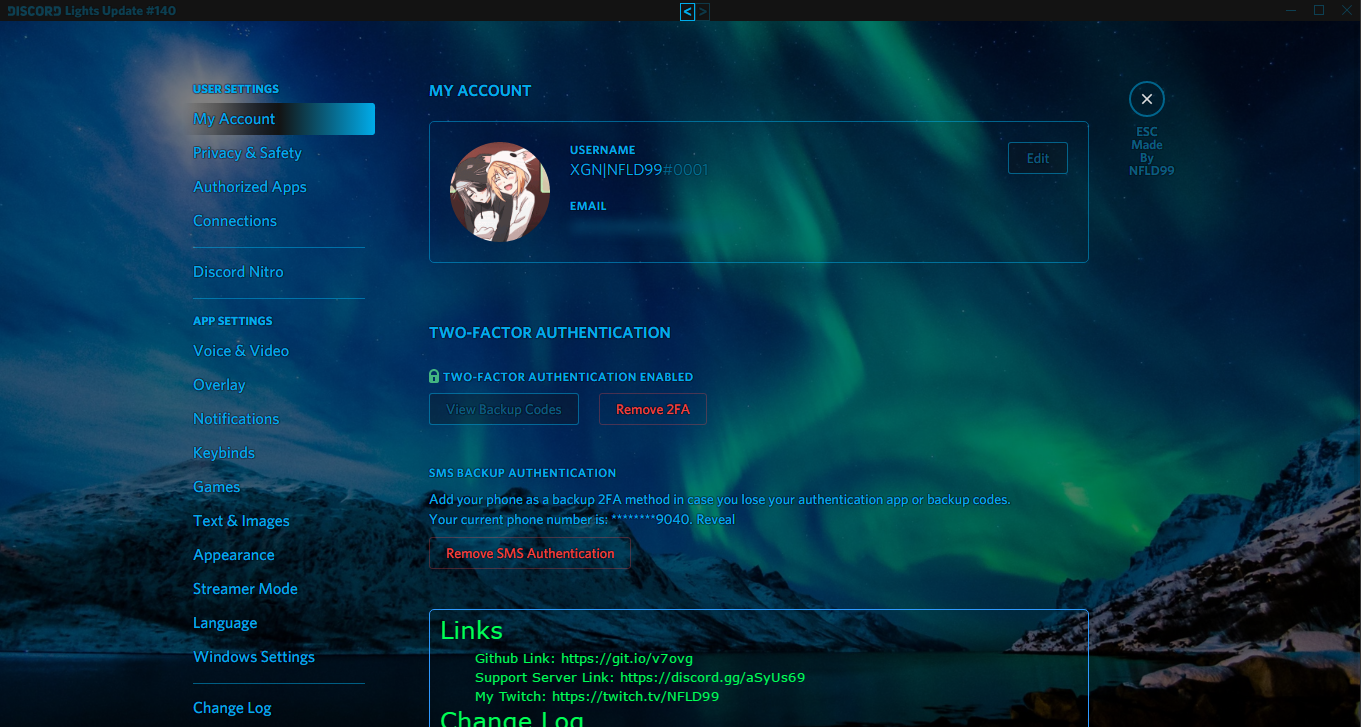 DISCORD Lights Update #140
< >
USER SETTINGS
My Account
Privacy & Safety
Authorized Apps
Connections
Discord Nitro
APP SETTINGS
Voice & Video
Overlay
Notifications
Keybinds
Games
Text & Images
Appearance
Streamer Mode
Language
Windows Settings
Change Log
MY ACCOUNT
USERNAME
XGN|NFLD99#0001
Edit
EMAIL
ESC
Made
By
NFLD99
TWO-FACTOR AUTHENTICATION
TWO-FACTOR AUTHENTICATION ENABLED
View Backup Codes
Remove 2FA
SMS BACKUP AUTHENTICATION
Add your phone as a backup 2FA method in case you lose your authentication app or backup codes.
Your current phone number is: ********9040. Reveal
Remove SMS Authentication
Links
Github Link: https://git.io/v7ovg
Support Server Link: https://discord.gg/aSyUs69
My Twitch: https://twitch.tv/NFLD99
Change Log